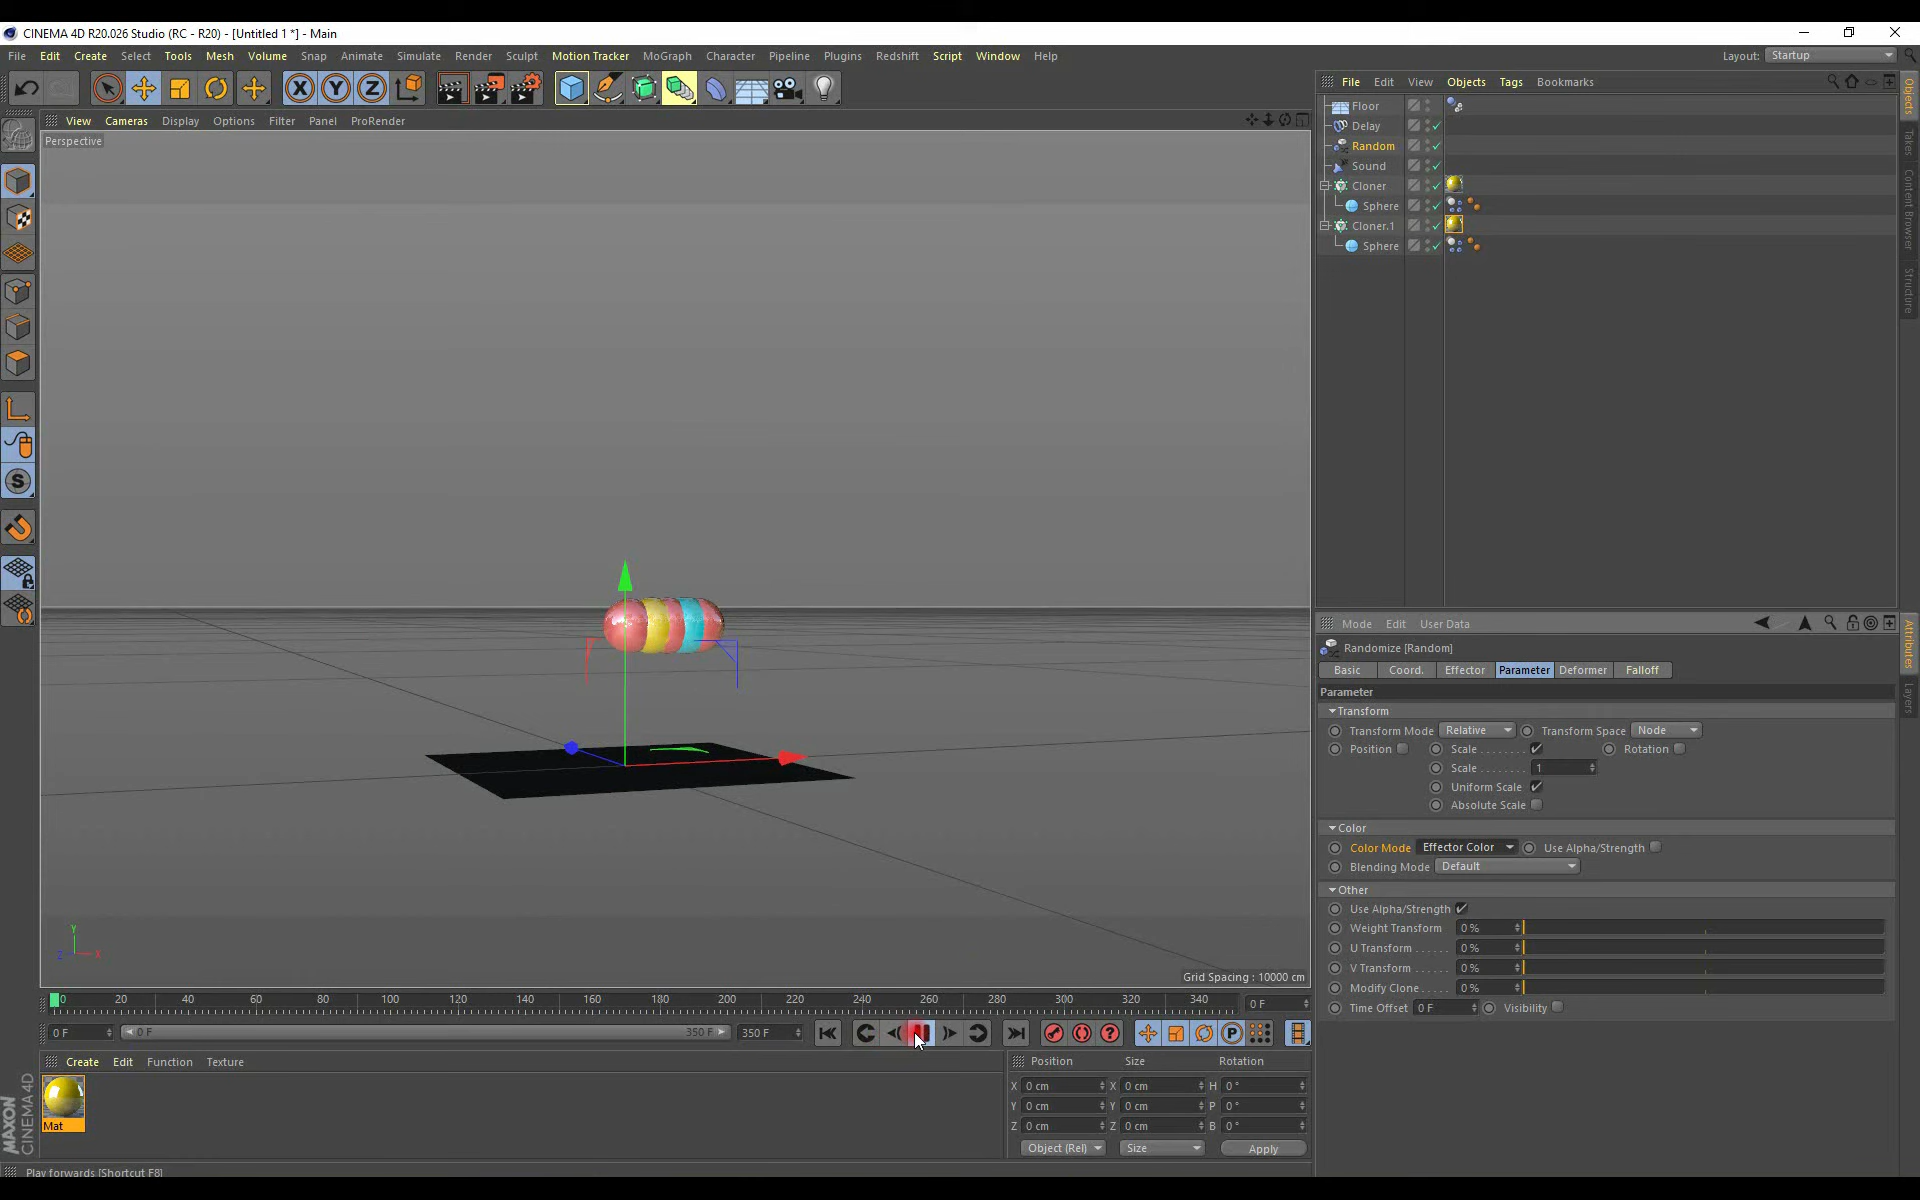 CINEMA 4D R20.026 Studio (RC - R20) - [Untitled 1 *] - Main
File Edit Create Select Tools Mesh Volume Snap Animate Simulate Render Sculpt Motion Tracker MoGraph Character Pipeline Plugins Redshift Script Window Help
Layout: Startup
X Y Z
File Edit View Objects Tags Bookmarks
View Cameras Display Options Filter Panel ProRender
Perspective
Floor
Delay
Random
Sound
Cloner
Sphere
Cloner.1
Sphere
Objects
Takes
Content Browser
Structure
S
Y
Z X
Grid Spacing : 10000 cm
Mode Edit User Data
Randomize [Random]
Basic Coord. Effector Parameter Deformer Falloff
Parameter
Transform
Transform Mode Relative Transform Space Node
Position Scale Rotation
Scale 1
Uniform Scale
Absolute Scale
Color
Color Mode Effector Color Use Alpha/Strength
Blending Mode Default
Other
Use Alpha/Strength
Weight Transform 0 %
U Transform 0 %
V Transform 0 %
Modify Clone 0 %
Time Offset 0 F Visibility
Attributes
Layers
0 20 40 60 80 100 120 140 160 180 200 220 240 260 280 300 320 340 0 F
0 F 0 F 350 F 350 F P
Create Edit Function Texture
Mat
MAXON
CINEMA 4D
Position Size Rotation
X 0 cm X 0 cm H 0 °
Y 0 cm Y 0 cm P 0 °
Z 0 cm Z 0 cm B 0 °
Object (Rel) Size Apply
Play forwards [Shortcut F8]